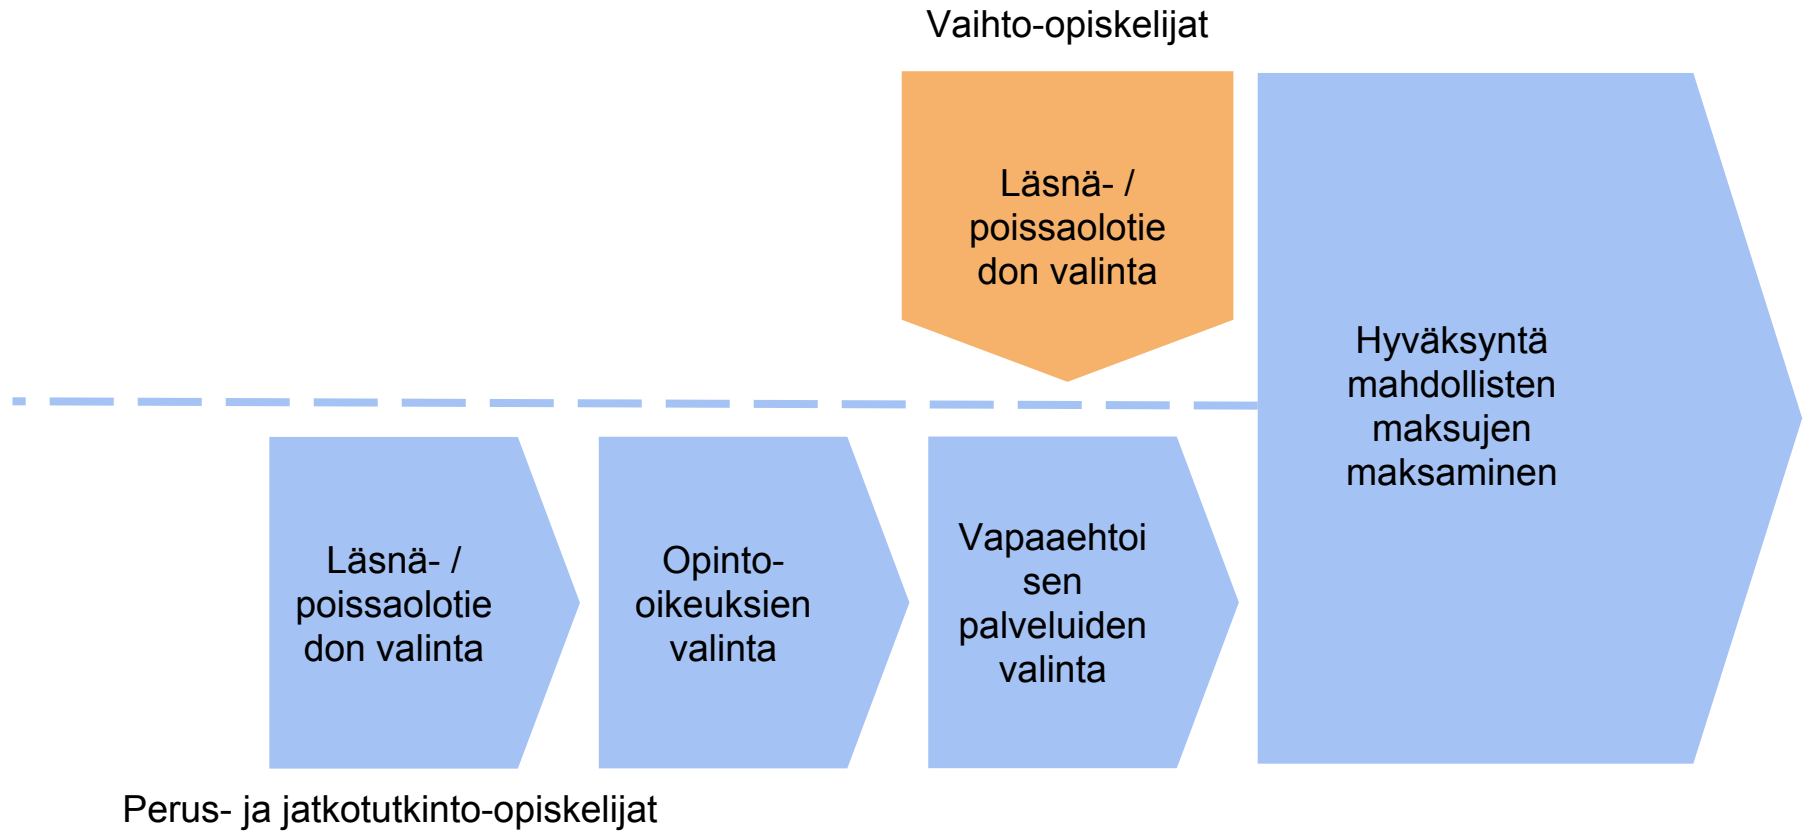 Vaihto-opiskelijat
Läsnä- /
poissaolotie
don valinta
Hyväksyntä
mahdollisten
maksujen
maksaminen
Läsnä- /
poissaolotie
don valinta
Opinto-
oikeuksien
valinta
Vapaaehtoi
sen
palveluiden
valinta
Perus- ja jatkotutkinto-opiskelijat